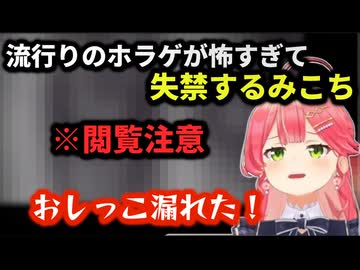 流行りのホラゲが怖すぎて
失禁するみこち
※閲覧注意
おしっこ漏れた！